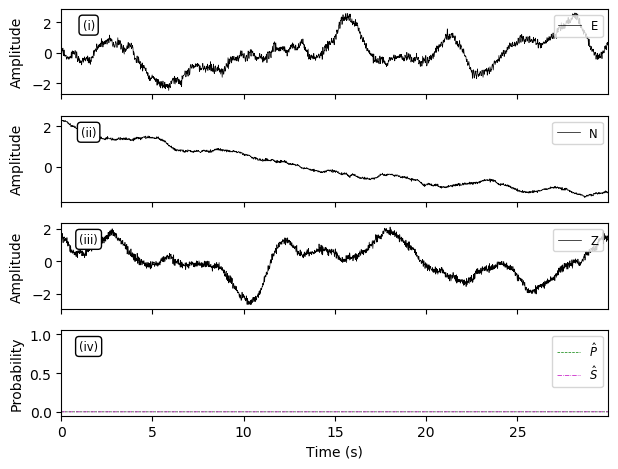 (i)
E
Amplitude
2
0
−2
(ii)
N
Amplitude
2
0
(iii)
Z
Amplitude
2
0
−2
(iv)
P̂
Ŝ
Probability
1.0
0.5
0.0
0 5 10 15 20 25
Time (s)